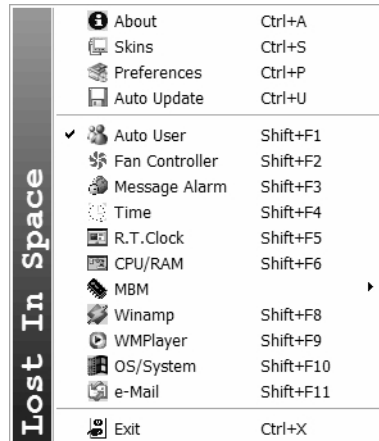 Lost In Space
About Ctrl+A
Skins Ctrl+S
Preferences Ctrl+P
Auto Update Ctrl+U
Auto User Shift+F1
Fan Controller Shift+F2
Message Alarm Shift+F3
Time Shift+F4
R.T.Clock Shift+F5
CPU/RAM Shift+F6
MBM
Winamp Shift+F8
WMPlayer Shift+F9
OS/System Shift+F10
e-Mail Shift+F11
Exit Ctrl+X